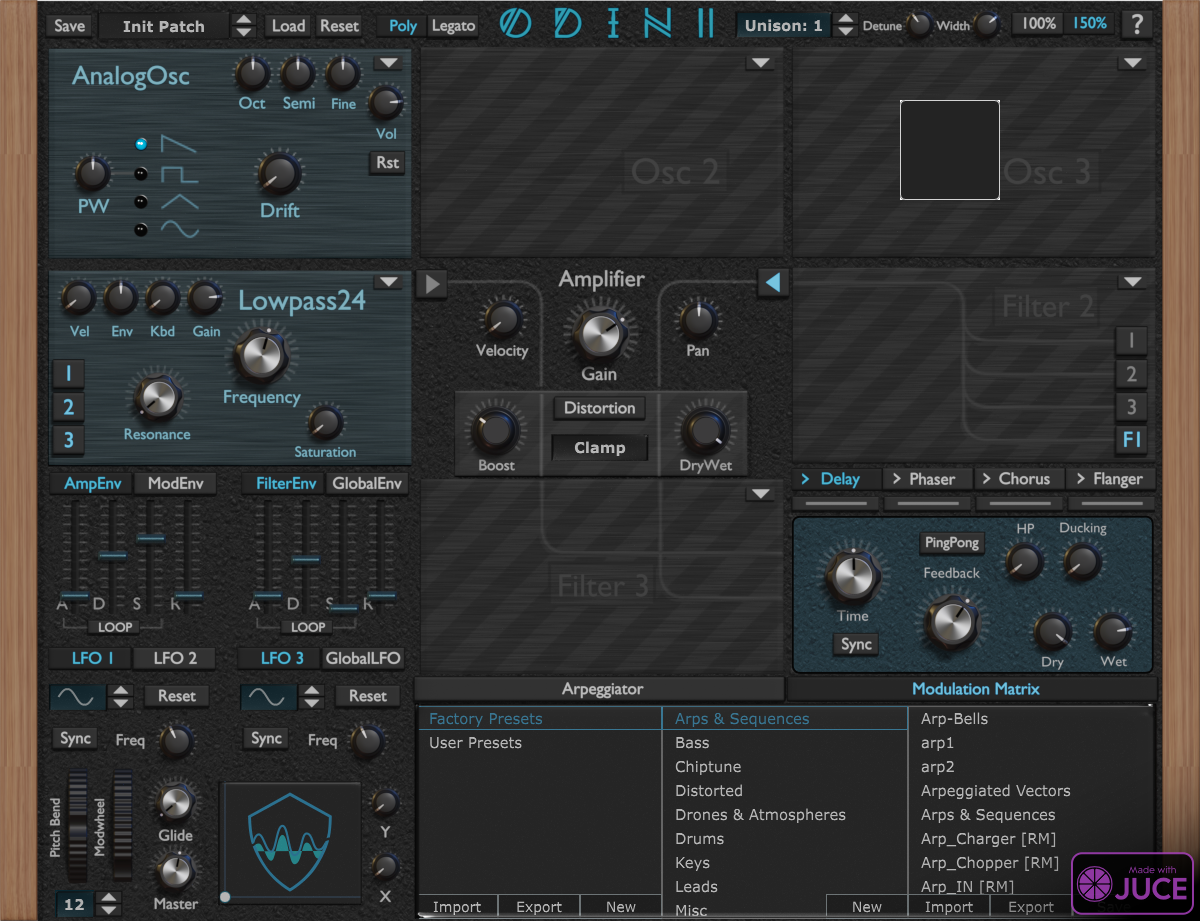 Save
Init Patch
Load
Reset
Poly
Legato
ODIN II
Unison: 1
Detune
Width
100%
150%
?
AnalogOsc
Oct
Semi
Fine
Vol
Rst
PW
Drift
Osc 2
Osc 3
Vel
Env
Kbd
Gain
Lowpass24
1
2
3
Resonance
Frequency
Saturation
Amplifier
Velocity
Gain
Pan
Distortion
Clamp
Boost
DryWet
Filter 2
1
2
3
FI
AmpEnv
ModEnv
FilterEnv
GlobalEnv
A D S R
LOOP
A D S R
LOOP
Filter 3
> Delay
> Phaser
> Chorus
> Flanger
PingPong
HP
Ducking
Feedback
Time
Sync
Dry
Wet
LFO 1
LFO 2
LFO 3
GlobalLFO
Reset
Reset
Sync
Freq
Sync
Freq
Pitch Bend
Modwheel
Glide
Master
12
Y
X
Arpeggiator
Modulation Matrix
Factory Presets
User Presets
Import
Export
New
Arps & Sequences
Bass
Chiptune
Distorted
Drones & Atmospheres
Drums
Keys
Leads
Misc
New
Arp-Bells
arp1
arp2
Arpeggiated Vectors
Arps & Sequences
Arp_Charger [RM]
Arp_Chopper [RM]
Arp_IN [RM]
Import
Export
Made with
JUCE